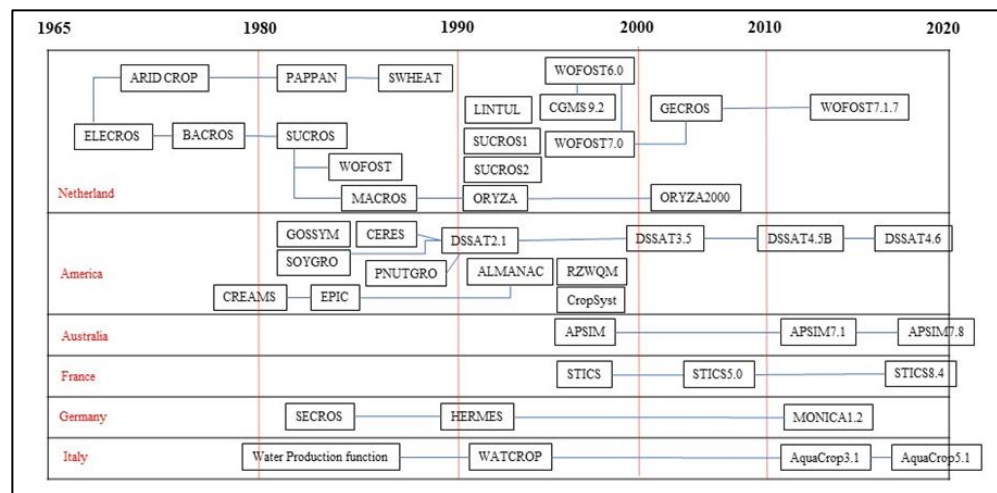 1965 1980 1990 2000 2010 2020
WOFOST6.0
ARID CROP PAPPAN SWHEAT
LINTUL CGMS 9.2 GECROS WOFOST7.1.7
ELECROS BACROS SUCROS SUCROS1 WOFOST7.0
WOFOST SUCROS2
Netherland MACROS ORYZA ORYZA2000
GOSSYM CERES DSSAT2.1 DSSAT3.5 DSSAT4.5B DSSAT4.6
SOYGRO
America PNUTGRO ALMANAC RZWQM
CREAMS EPIC CropSyst
Australia APSIM APSIM7.1 APSIM7.8
France STICS STICS5.0 STICS8.4
Germany SECROS HERMES MONICA1.2
Italy Water Production function WATCROP AquaCrop3.1 AquaCrop5.1